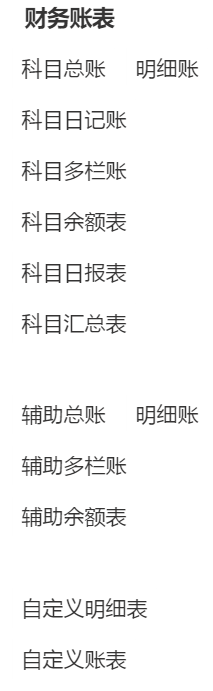 财务账表
科目总账 明细账
科目日记账
科目多栏账
科目余额表
科目日报表
科目汇总表
辅助总账 明细账
辅助多栏账
辅助余额表
自定义明细表
自定义账表